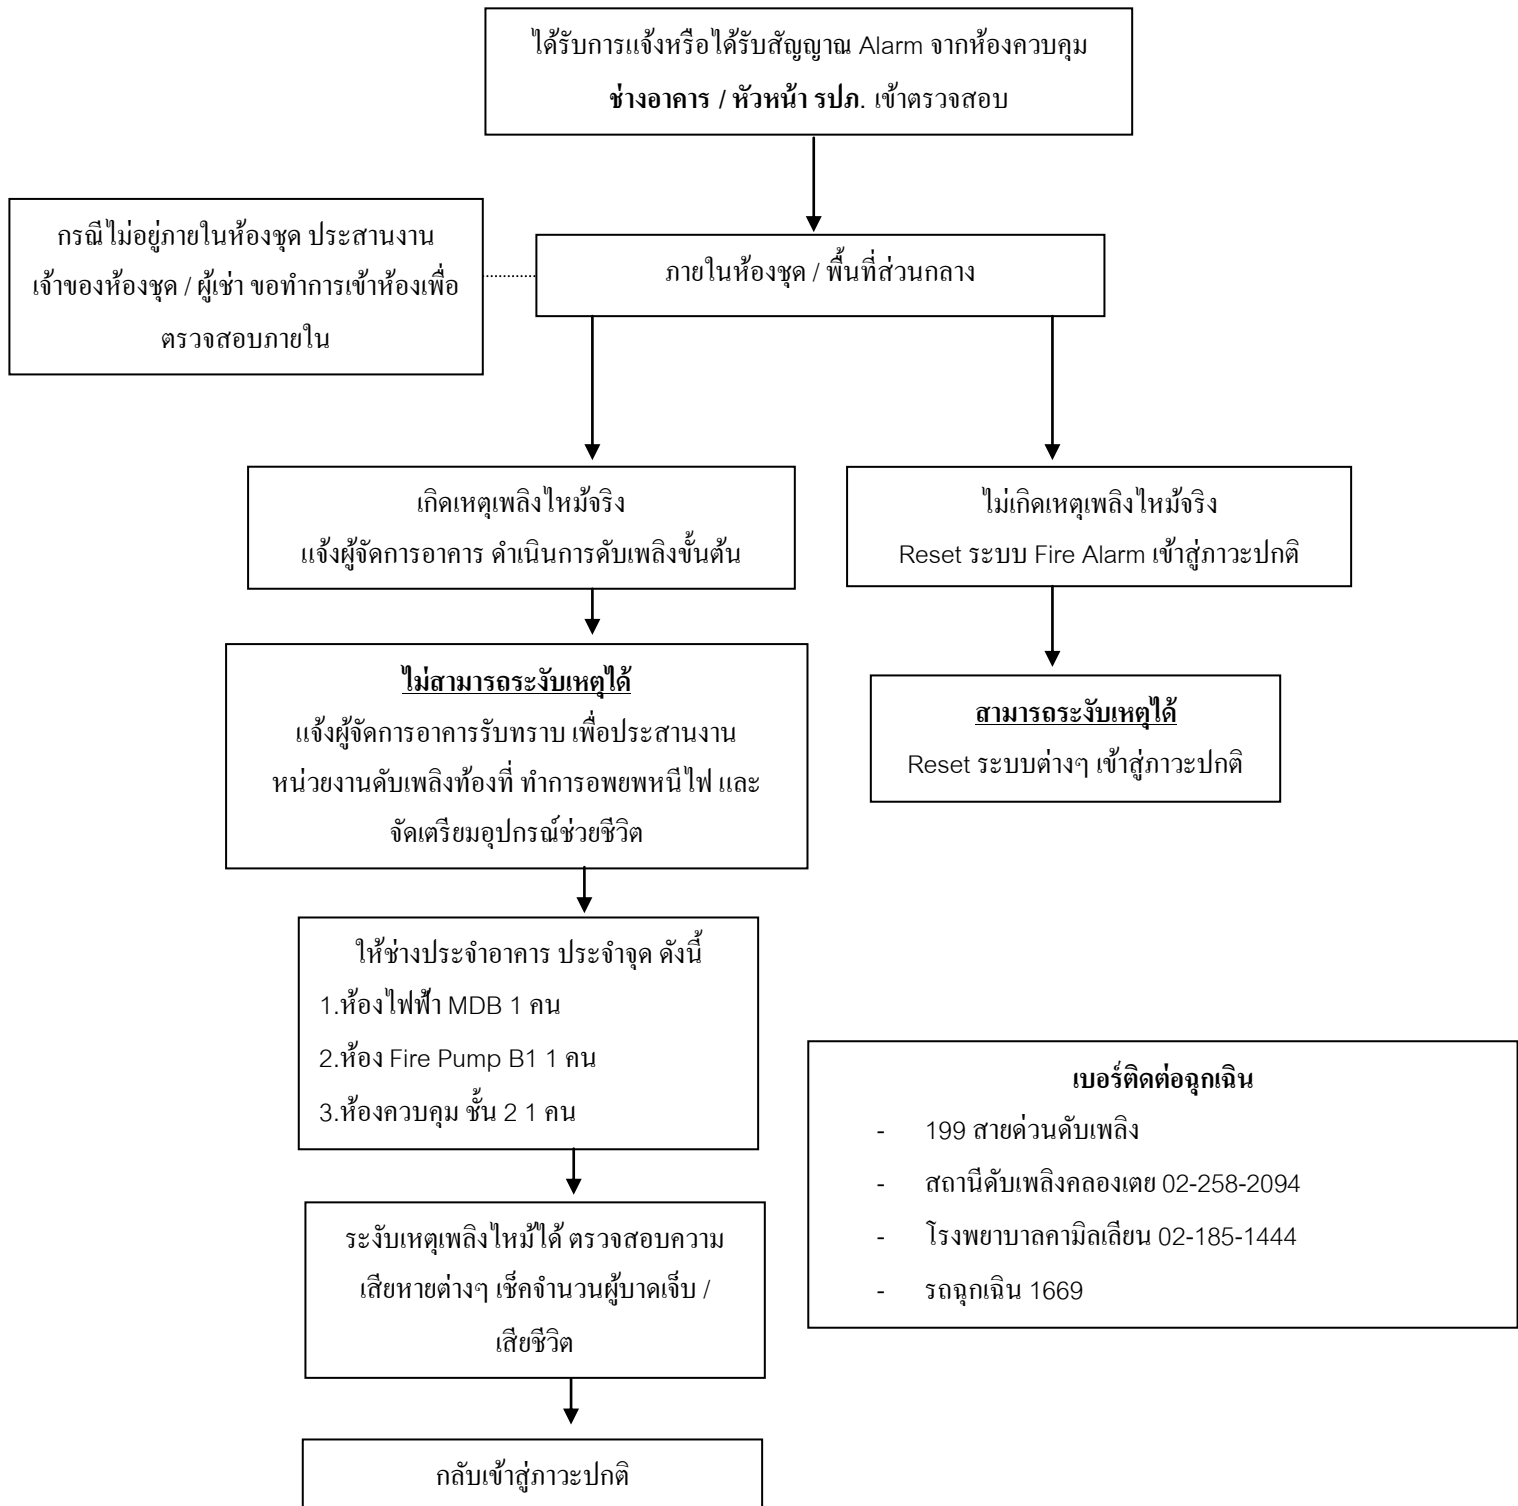 ได้รับการแจ้งหรือได้รับสัญญาณ Alarm จากห้องควบคุม
ช่างอาคาร / หัวหน้า รปภ. เข้าตรวจสอบ
กรณีไม่อยู่ภายในห้องชุด ประสานงาน
เจ้าของห้องชุด / ผู้เช่า ขอทำการเข้าห้องเพื่อ
ตรวจสอบภายใน
ภายในห้องชุด / พื้นที่ส่วนกลาง
เกิดเหตุเพลิงไหม้จริง
แจ้งผู้จัดการอาคาร ดำเนินการดับเพลิงขั้นต้น
ไม่เกิดเหตุเพลิงไหม้จริง
Reset ระบบ Fire Alarm เข้าสู่ภาวะปกติ
ไม่สามารถระงับเหตุได้
แจ้งผู้จัดการอาคารรับทราบ เพื่อประสานงาน
หน่วยงานดับเพลิงท้องที่ ทำการอพยพหนีไฟ และ
จัดเตรียมอุปกรณ์ช่วยชีวิต
สามารถระงับเหตุได้
Reset ระบบต่างๆ เข้าสู่ภาวะปกติ
ให้ช่างประจำอาคาร ประจำจุด ดังนี้
1.ห้องไฟฟ้า MDB 1 คน
2.ห้อง Fire Pump B1 1 คน
3.ห้องควบคุม ชั้น 2 1 คน
เบอร์ติดต่อฉุกเฉิน
- 199 สายด่วนดับเพลิง
- สถานีดับเพลิงคลองเตย 02-258-2094
- โรงพยาบาลคามิลเลียน 02-185-1444
- รถฉุกเฉิน 1669
ระงับเหตุเพลิงไหม้ได้ ตรวจสอบความ
เสียหายต่างๆ เช็คจำนวนผู้บาดเจ็บ /
เสียชีวิต
กลับเข้าสู่ภาวะปกติ